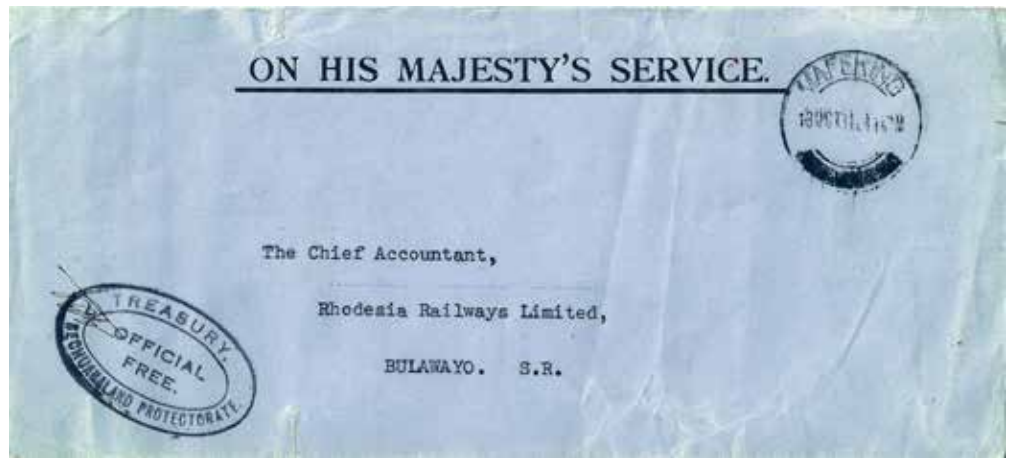 ON HIS MAJESTY'S SERVICE.
MAFEKING
The Chief Accountant,
Rhodesia Railways Limited,
BULAWAYO. S.R.
TREASURY.
OFFICIAL
FREE.
BECHUANALAND PROTECTORATE